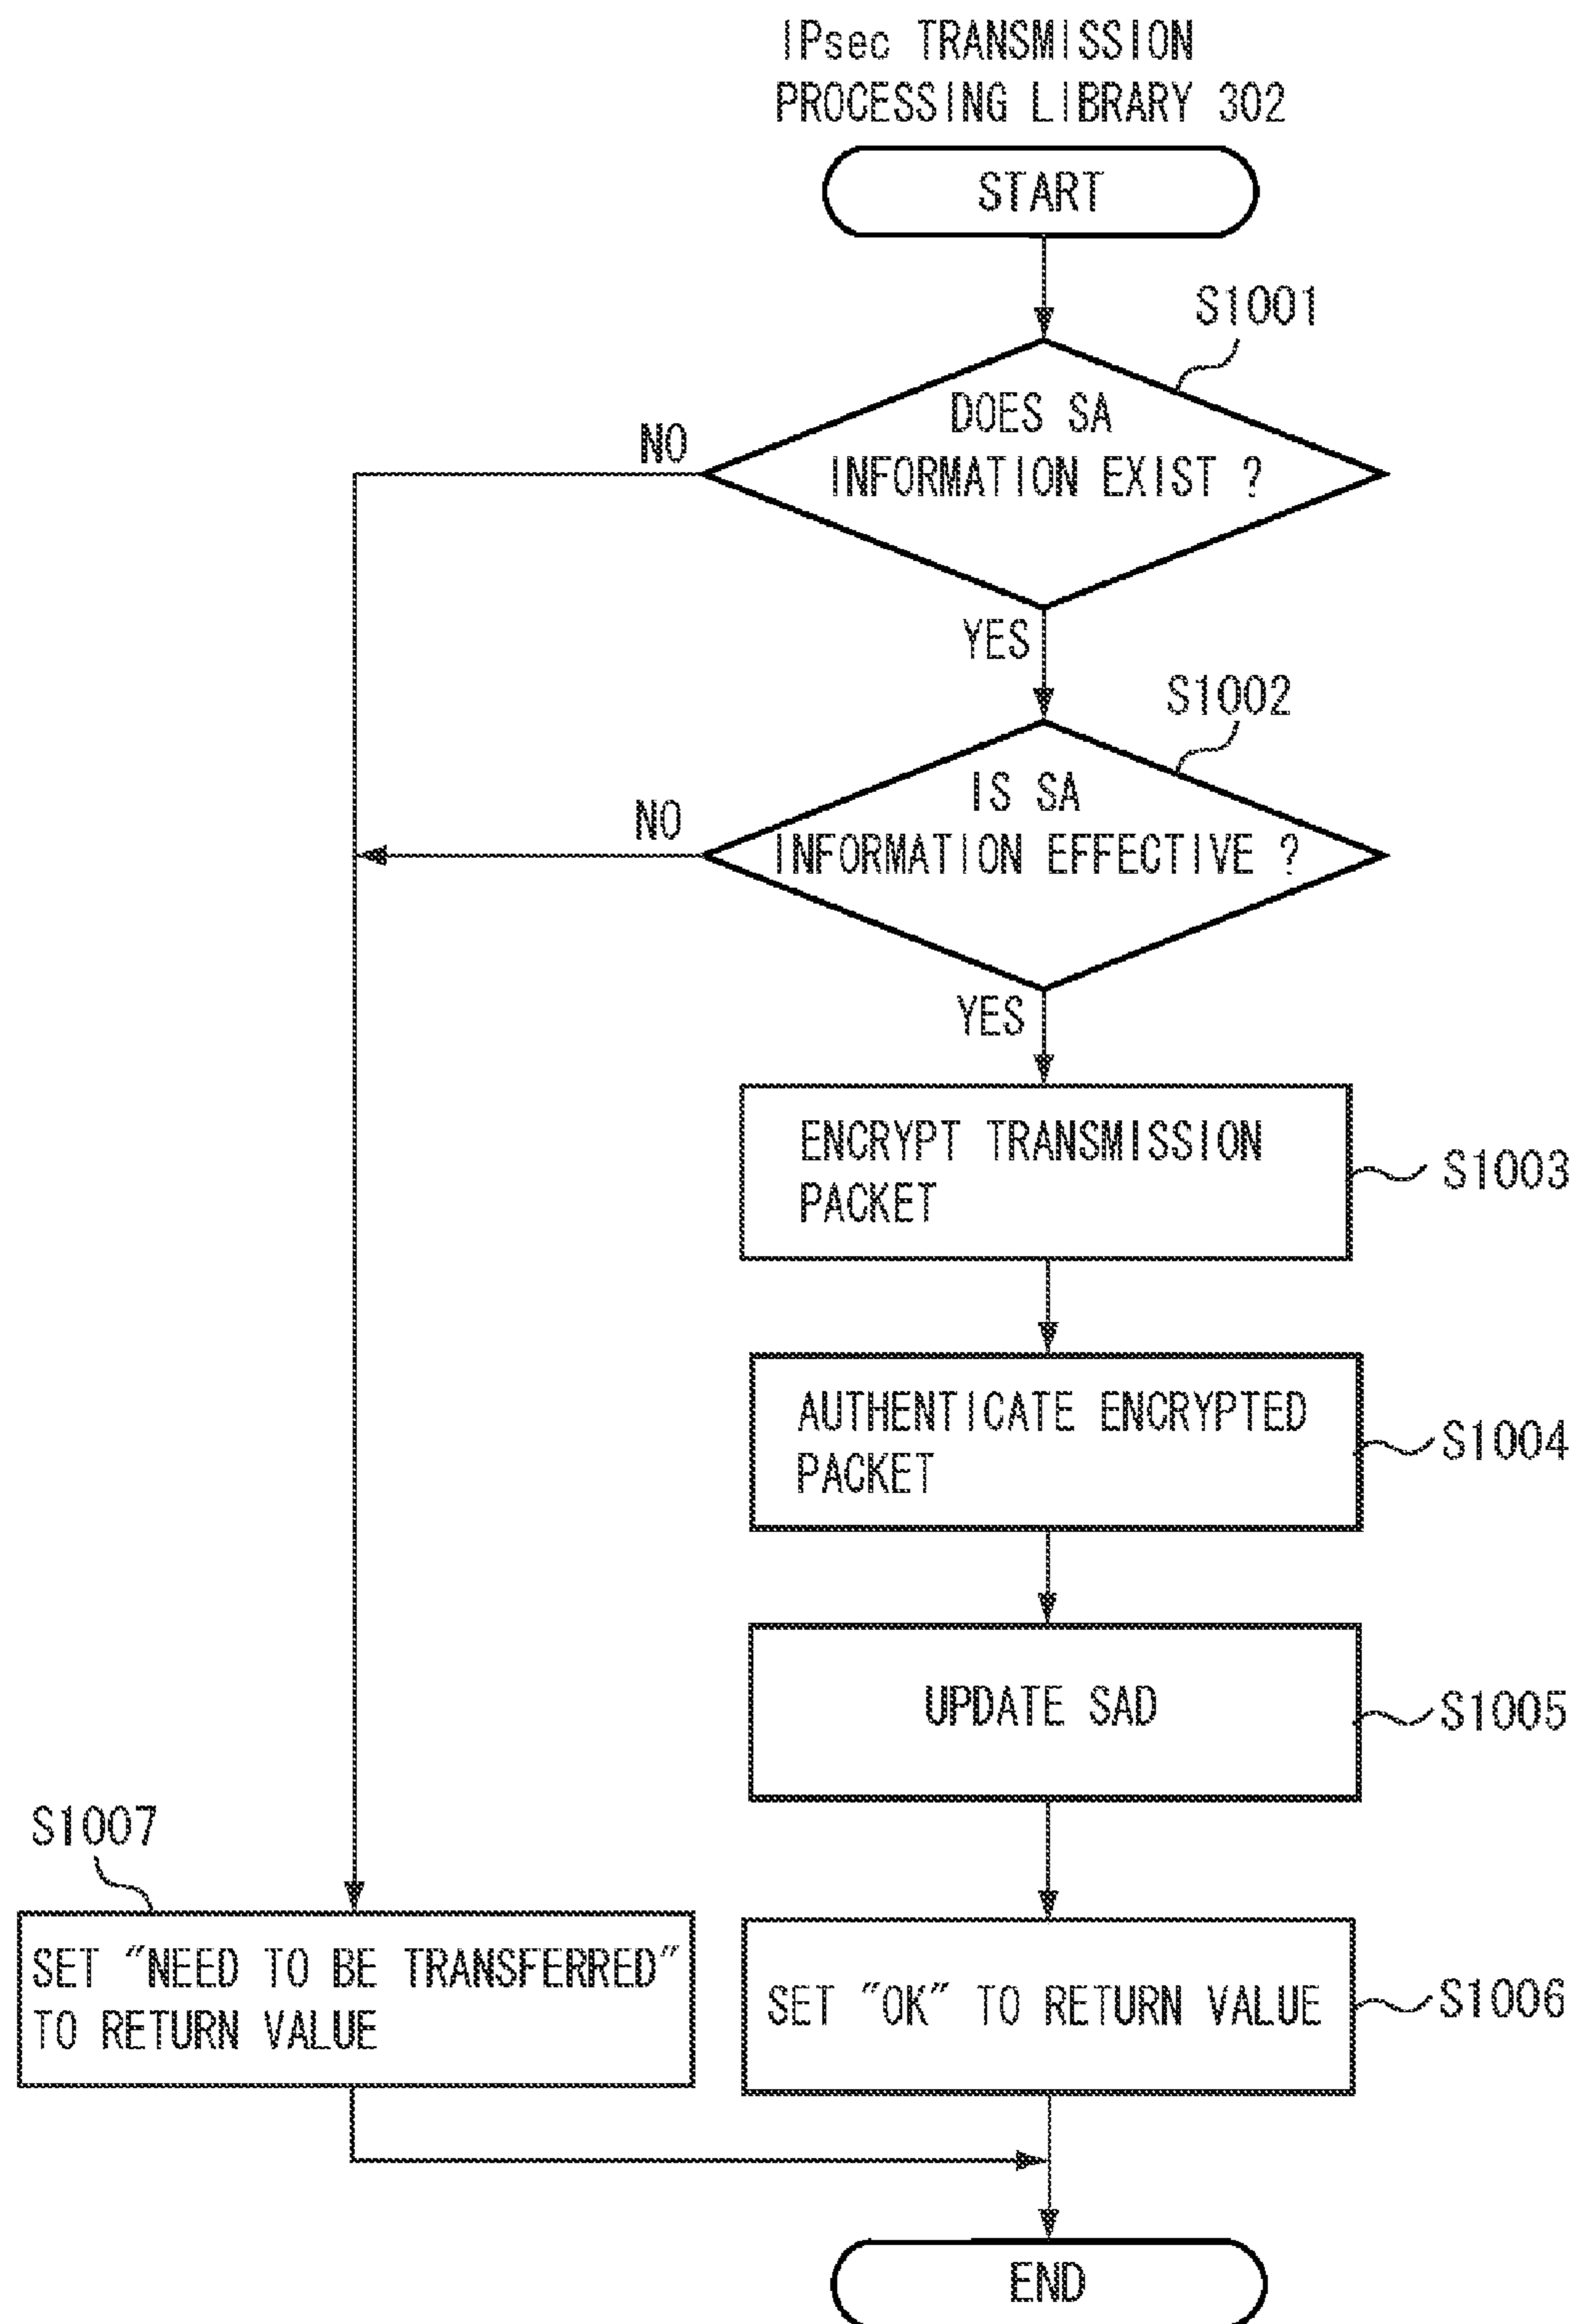 IPsec TRANSMISSION
PROCESSING LIBRARY 302
START
S1001
DOES SA
INFORMATION EXIST ?
NO
YES
S1002
IS SA
INFORMATION EFFECTIVE ?
NO
YES
ENCRYPT TRANSMISSION
PACKET
S1003
AUTHENTICATE ENCRYPTED
PACKET
S1004
UPDATE SAD
S1005
S1007
SET "NEED TO BE TRANSFERRED"
TO RETURN VALUE
SET "OK" TO RETURN VALUE
S1006
END